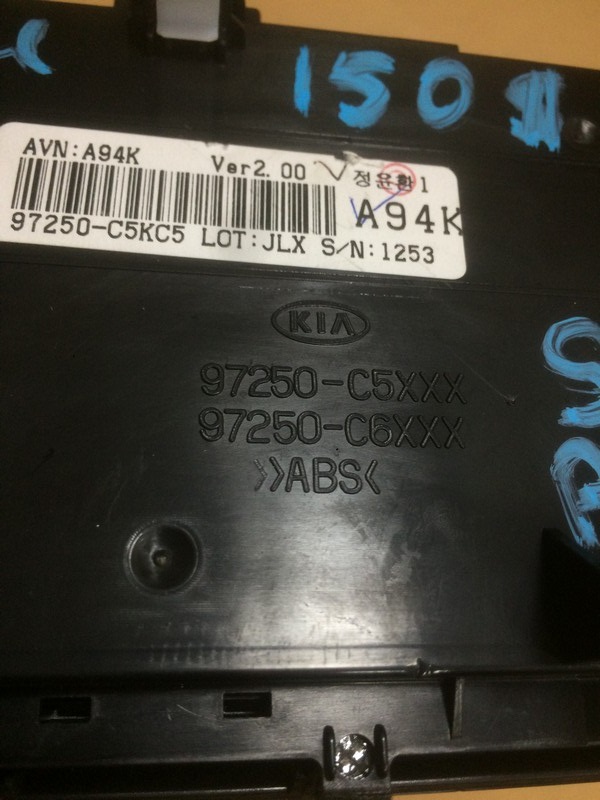 150
AVN:A94K Ver2.00 정윤환1
A94K
97250-C5KC5 LOT:JLX S/N:1253
KIA
97250-C5XXX
97250-C6XXX
>>ABS<